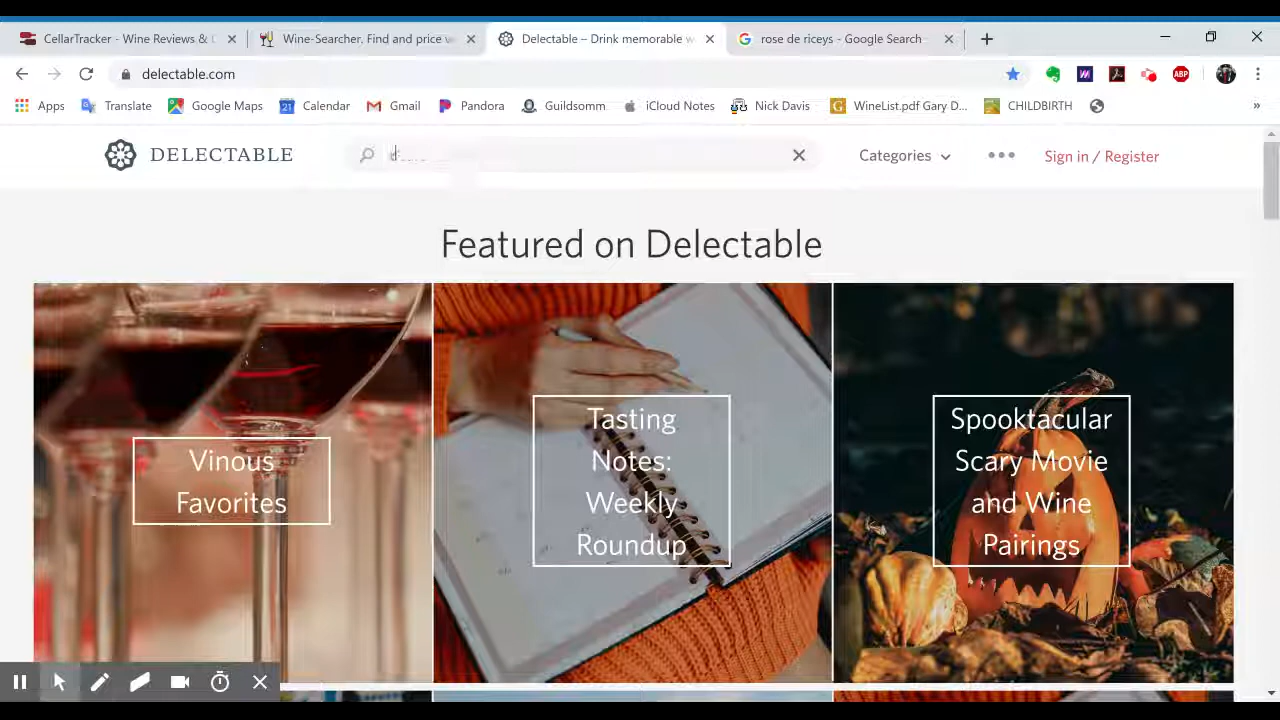 CellarTracker - Wine Reviews &
Wine-Searcher, Find and price
Delectable – Drink memorable
rose de riceys - Google Search
delectable.com
ABP
Apps
Translate
Google Maps
21
Calendar
Gmail
Pandora
Guildsomm
iCloud Notes
Nick Davis
WineList.pdf Gary D...
CHILDBIRTH
»
DELECTABLE
Categories
Sign in / Register
Featured on Delectable
Vinous
Favorites
Tasting
Notes:
Weekly
Roundup
Spooktacular
Scary Movie
and Wine
Pairings